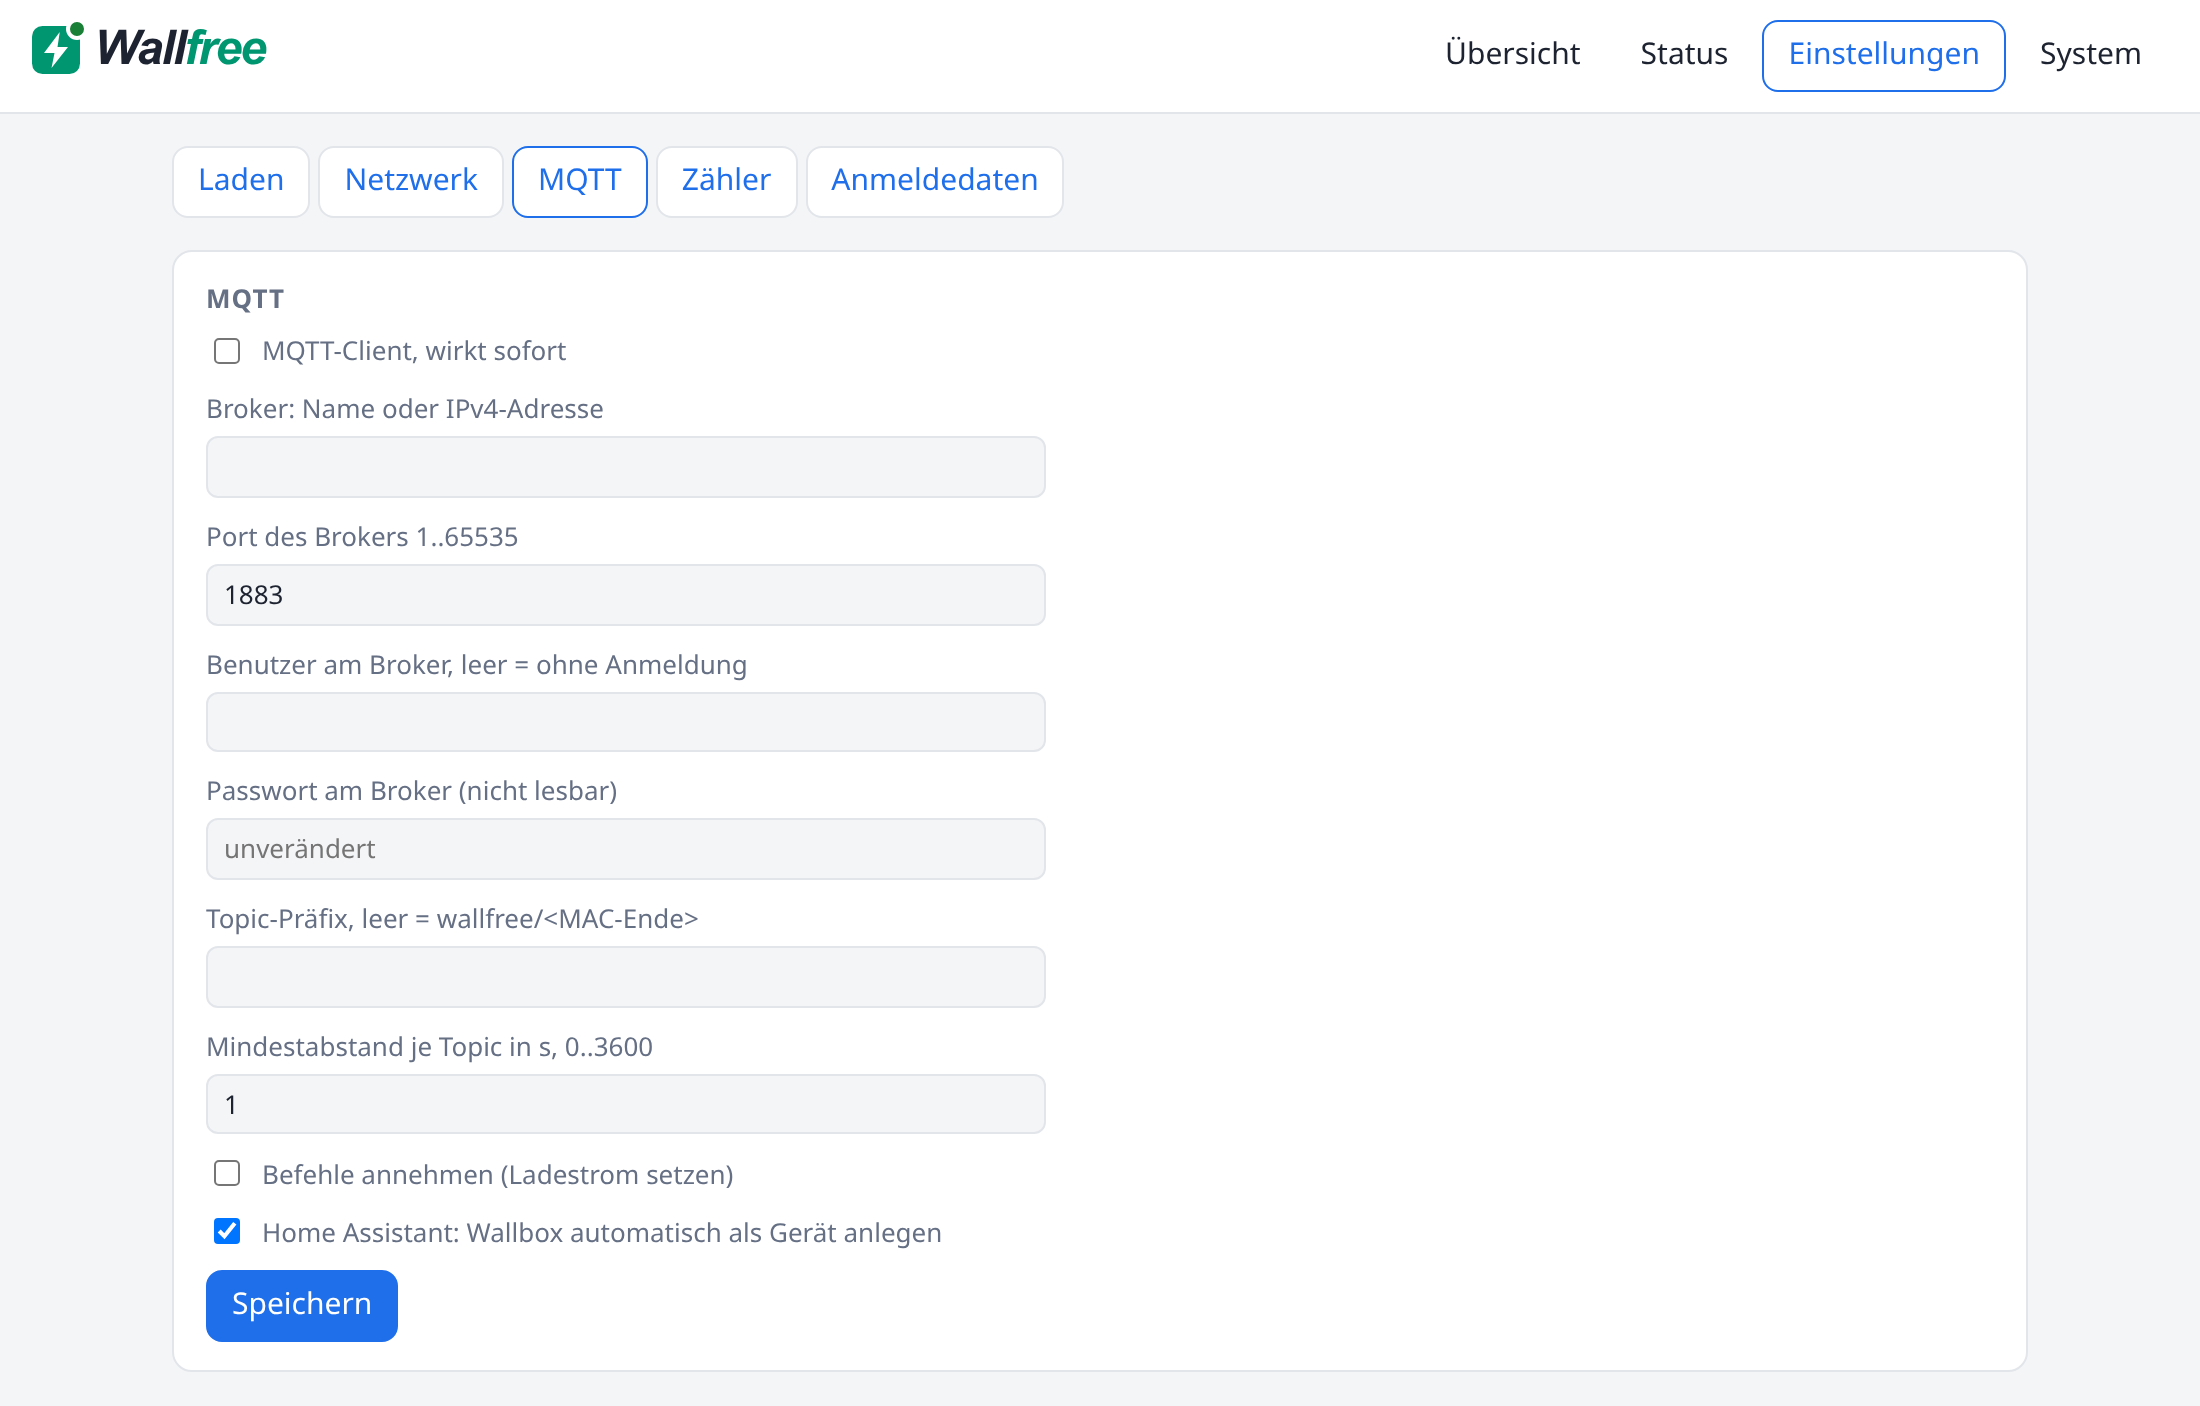 Wallfree
Übersicht Status Einstellungen System
Laden Netzwerk MQTT Zähler Anmeldedaten
MQTT
MQTT-Client, wirkt sofort
Broker: Name oder IPv4-Adresse
Port des Brokers 1..65535
1883
Benutzer am Broker, leer = ohne Anmeldung
Passwort am Broker (nicht lesbar)
unverändert
Topic-Präfix, leer = wallfree/<MAC-Ende>
Mindestabstand je Topic in s, 0..3600
1
Befehle annehmen (Ladestrom setzen)
Home Assistant: Wallbox automatisch als Gerät anlegen
Speichern